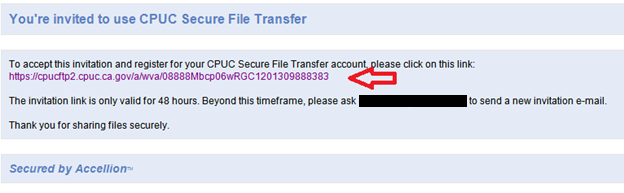 You're invited to use CPUC Secure File Transfer
To accept this invitation and register for your CPUC Secure File Transfer account, please click on this link:
https://cpucftp2.cpuc.ca.gov/a/wva/08888Mbcp06wRGC1201309888383
The invitation link is only valid for 48 hours. Beyond this timeframe, please ask to send a new invitation e-mail.
Thank you for sharing files securely.
Secured by Accellion™